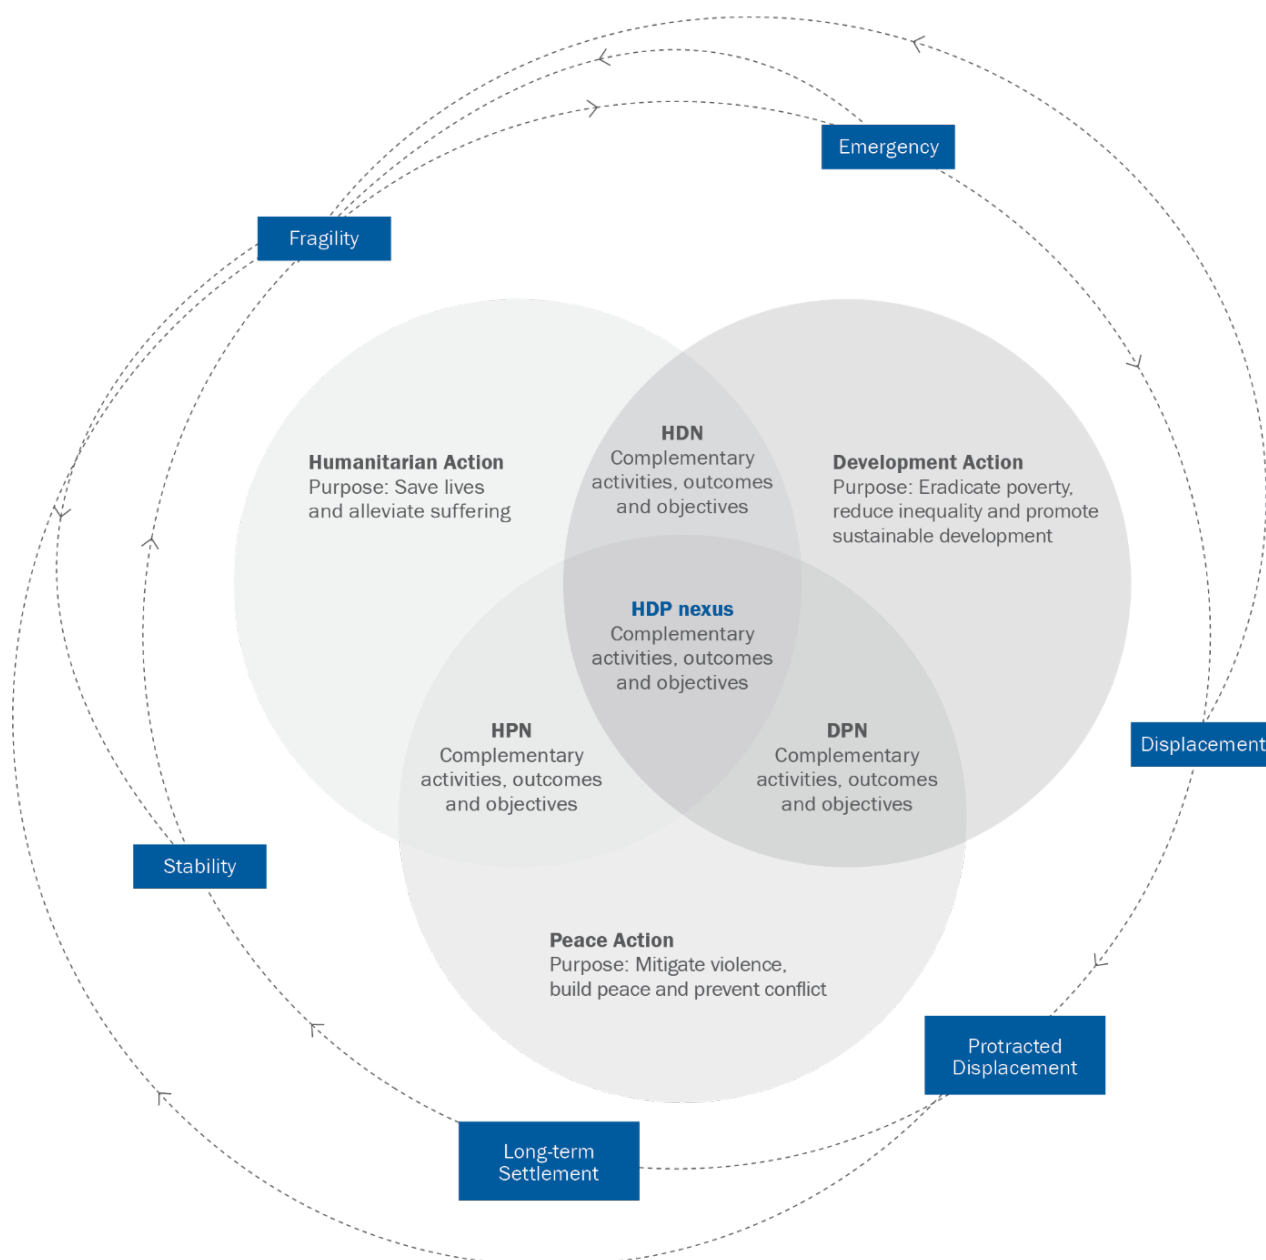 Emergency
Fragility
HDN
Complementary
activities, outcomes
and objectives
Humanitarian Action
Purpose: Save lives
and alleviate suffering
Development Action
Purpose: Eradicate poverty,
reduce inequality and promote
sustainable development
HDP nexus
Complementary
activities, outcomes
and objectives
HPN
Complementary
activities, outcomes
and objectives
DPN
Complementary
activities, outcomes
and objectives
Displacement
Stability
Peace Action
Purpose: Mitigate violence,
build peace and prevent conflict
Protracted
Displacement
Long-term
Settlement